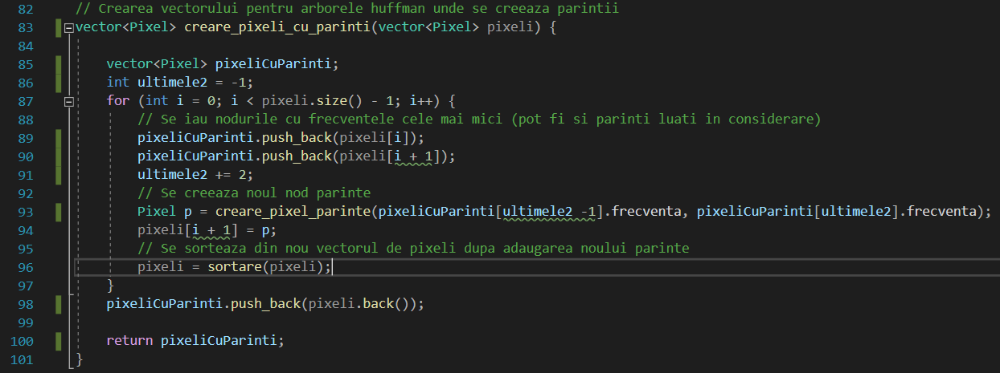 82 // Crearea vectorului pentru arborele huffman unde se creeaza parintii
83 vector<Pixel> creare_pixeli_cu_parinti(vector<Pixel> pixeli) {
84
85 vector<Pixel> pixeliCuParinti;
86 int ultimele2 = -1;
87 for (int i = 0; i < pixeli.size() - 1; i++) {
88 // Se iau nodurile cu frecventele cele mai mici (pot fi si parinti luati in considerare)
89 pixeliCuParinti.push_back(pixeli[i]);
90 pixeliCuParinti.push_back(pixeli[i + 1]);
91 ultimele2 += 2;
92 // Se creeaza noul nod parinte
93 Pixel p = creare_pixel_parinte(pixeliCuParinti[ultimele2 -1].frecventa, pixeliCuParinti[ultimele2].frecventa);
94 pixeli[i + 1] = p;
95 // Se sorteaza din nou vectorul de pixeli dupa adaugarea noului parinte
96 pixeli = sortare(pixeli);
97 }
98 pixeliCuParinti.push_back(pixeli.back());
99
100 return pixeliCuParinti;
101 }